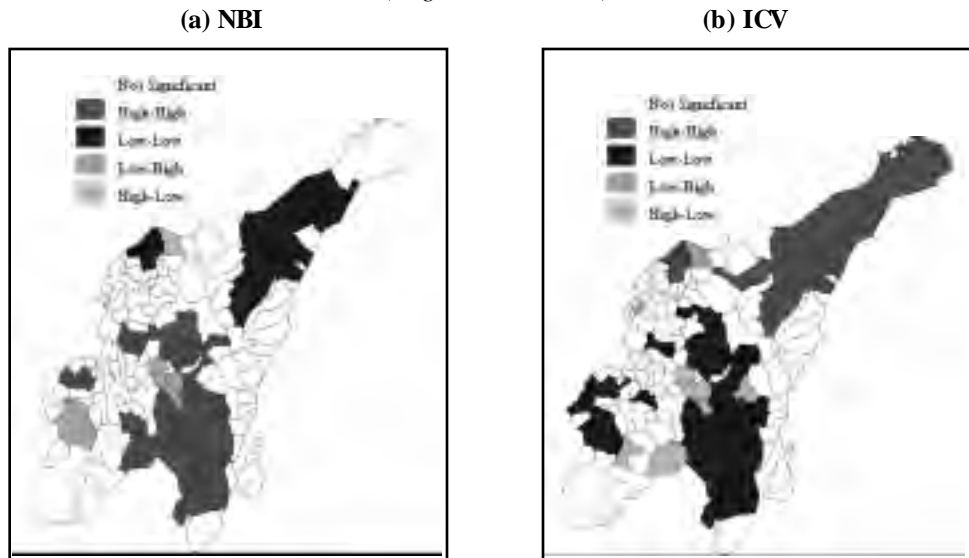 (a) NBI
(b) ICV
Not Significant
High-High
Low-Low
Low-High
High-Low
Not Significant
High-High
Low-Low
Low-High
High-Low